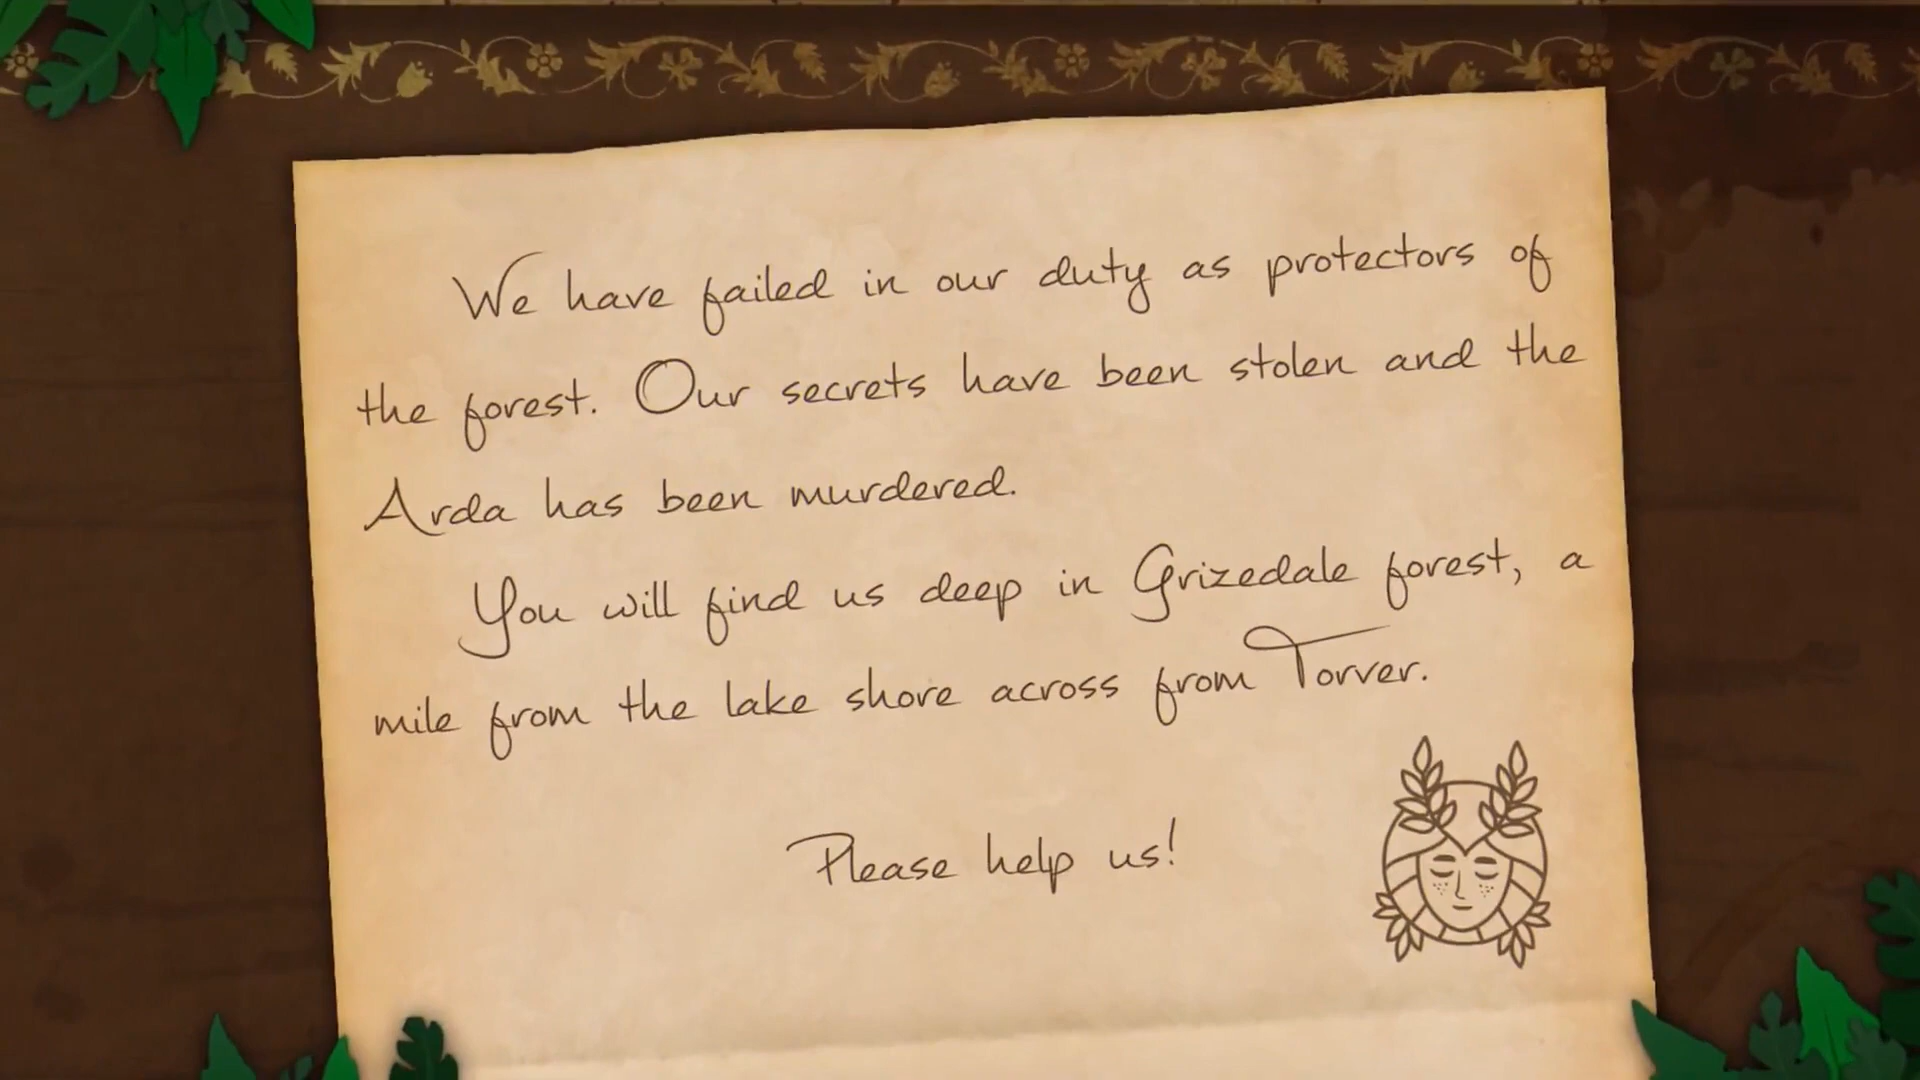 We have failed in our duty as protectors of
the forest. Our secrets have been stolen and the
Arda has been murdered.
You will find us deep in Grizedale forest, a
mile from the lake shore across from Torver.
Please help us!